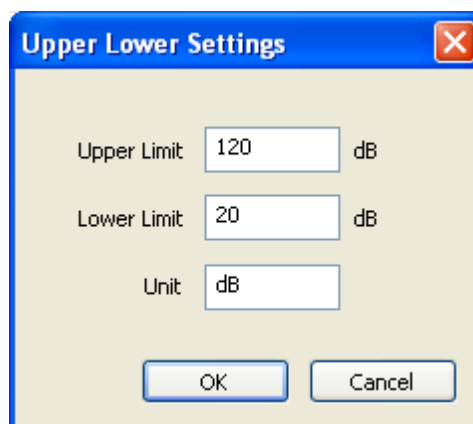 Upper Lower Settings
Upper Limit 120 dB
Lower Limit 20 dB
Unit dB
OK Cancel